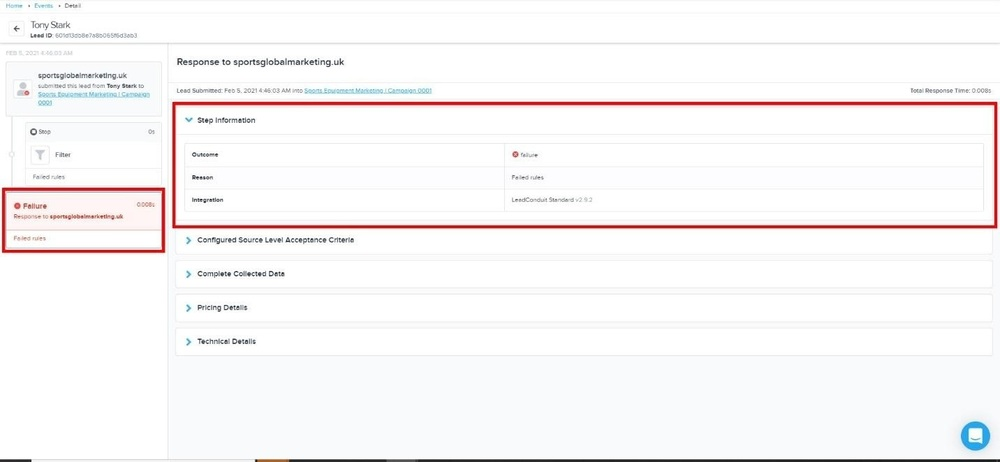 Home • Events • Detail
Tony Stark
Lead ID: 601d13db8e7a8b065f6d3ab3
FEB 5, 2021 4:46:03 AM
sportsglobalmarketing.uk
submitted this lead from Tony Stark to
Sports Equipment Marketing | Campaign
0001
Stop 0s
Filter
Failed rules
Failure 0.008s
Response to sportsglobalmarketing.uk
Failed rules
Response to sportsglobalmarketing.uk
Lead Submitted: Feb 5, 2021 4:46:03 AM into Sports Equipment Marketing | Campaign 0001
Total Response Time: 0.008s
Step Information
Outcome failure
Reason Failed rules
Integration LeadConduit Standard v2.9.2
Configured Source Level Acceptance Criteria
Complete Collected Data
Pricing Details
Technical Details